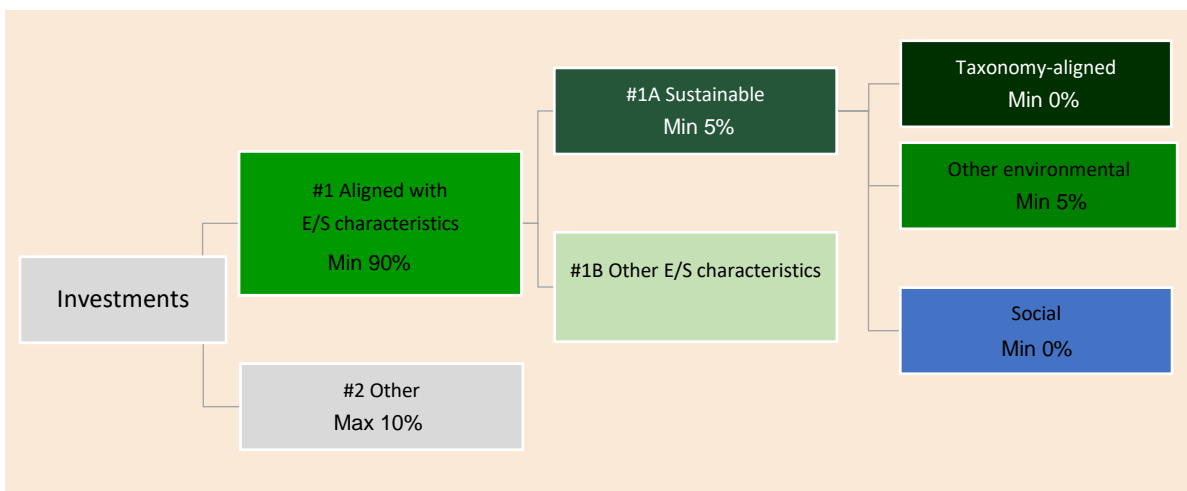 Investments
#1 Aligned with
E/S characteristics
Min 90%
#2 Other
Max 10%
#1A Sustainable
Min 5%
#1B Other E/S characteristics
Taxonomy-aligned
Min 0%
Other environmental
Min 5%
Social
Min 0%